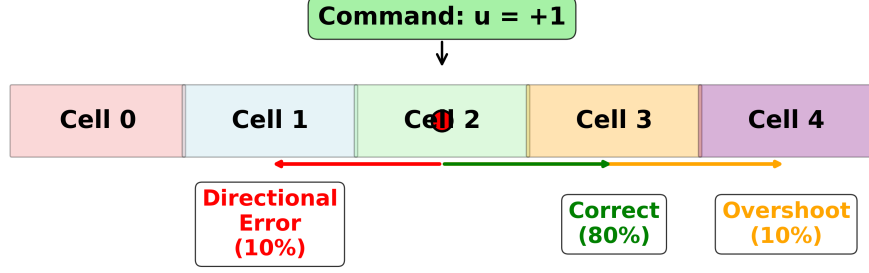 Command: u = +1
Cell 0 Cell 1 Cell 2 Cell 3 Cell 4
Directional
Error
(10%)
Correct
(80%)
Overshoot
(10%)